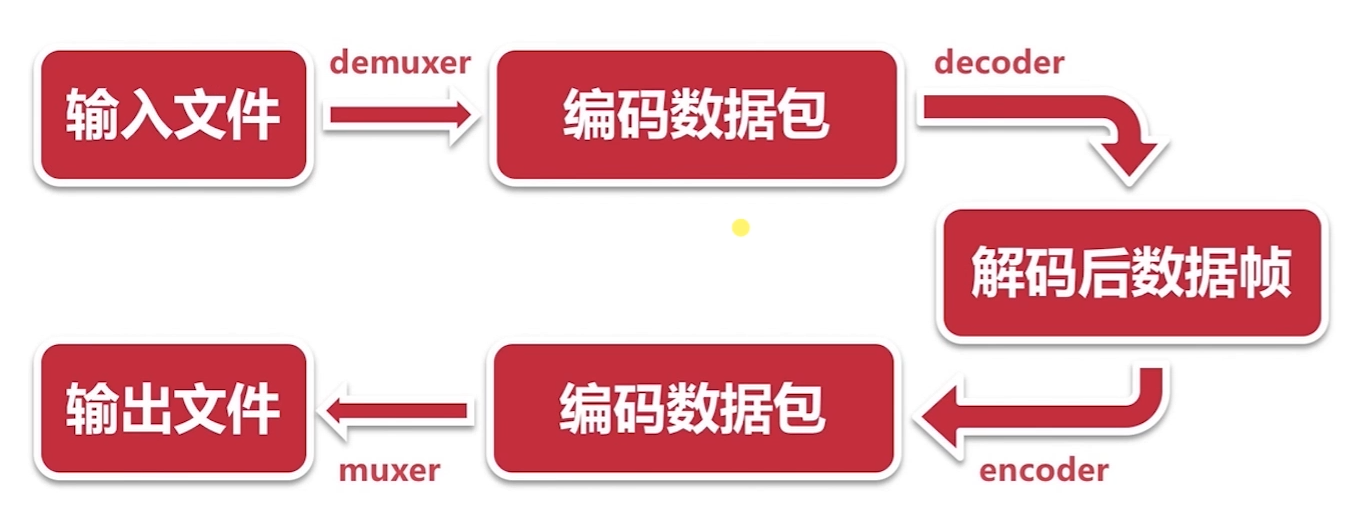 demuxer
decoder
输入文件
编码数据包
解码后数据帧
输出文件
编码数据包
muxer
encoder